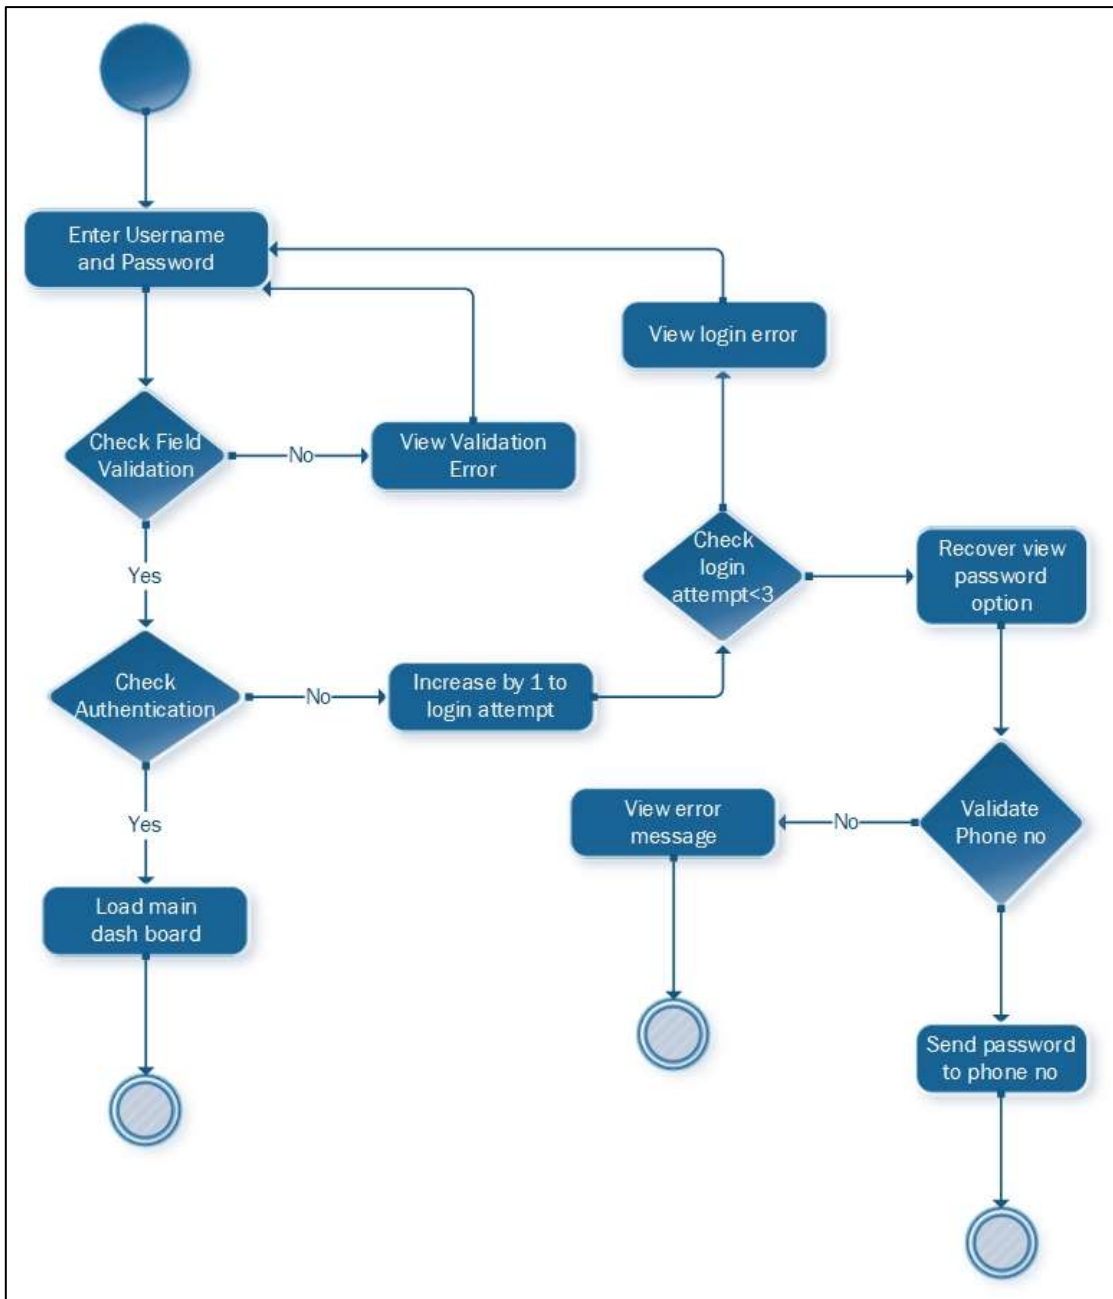 Enter Username
and Password
View login error
Check Field
Validation
No
View Validation
Error
Check
login
attempt<3
Recover view
password
option
Yes
Check
Authentication
No
Increase by 1 to
login attempt
View error
message
No
Validate
Phone no
Yes
Load main
dash board
Send password
to phone no